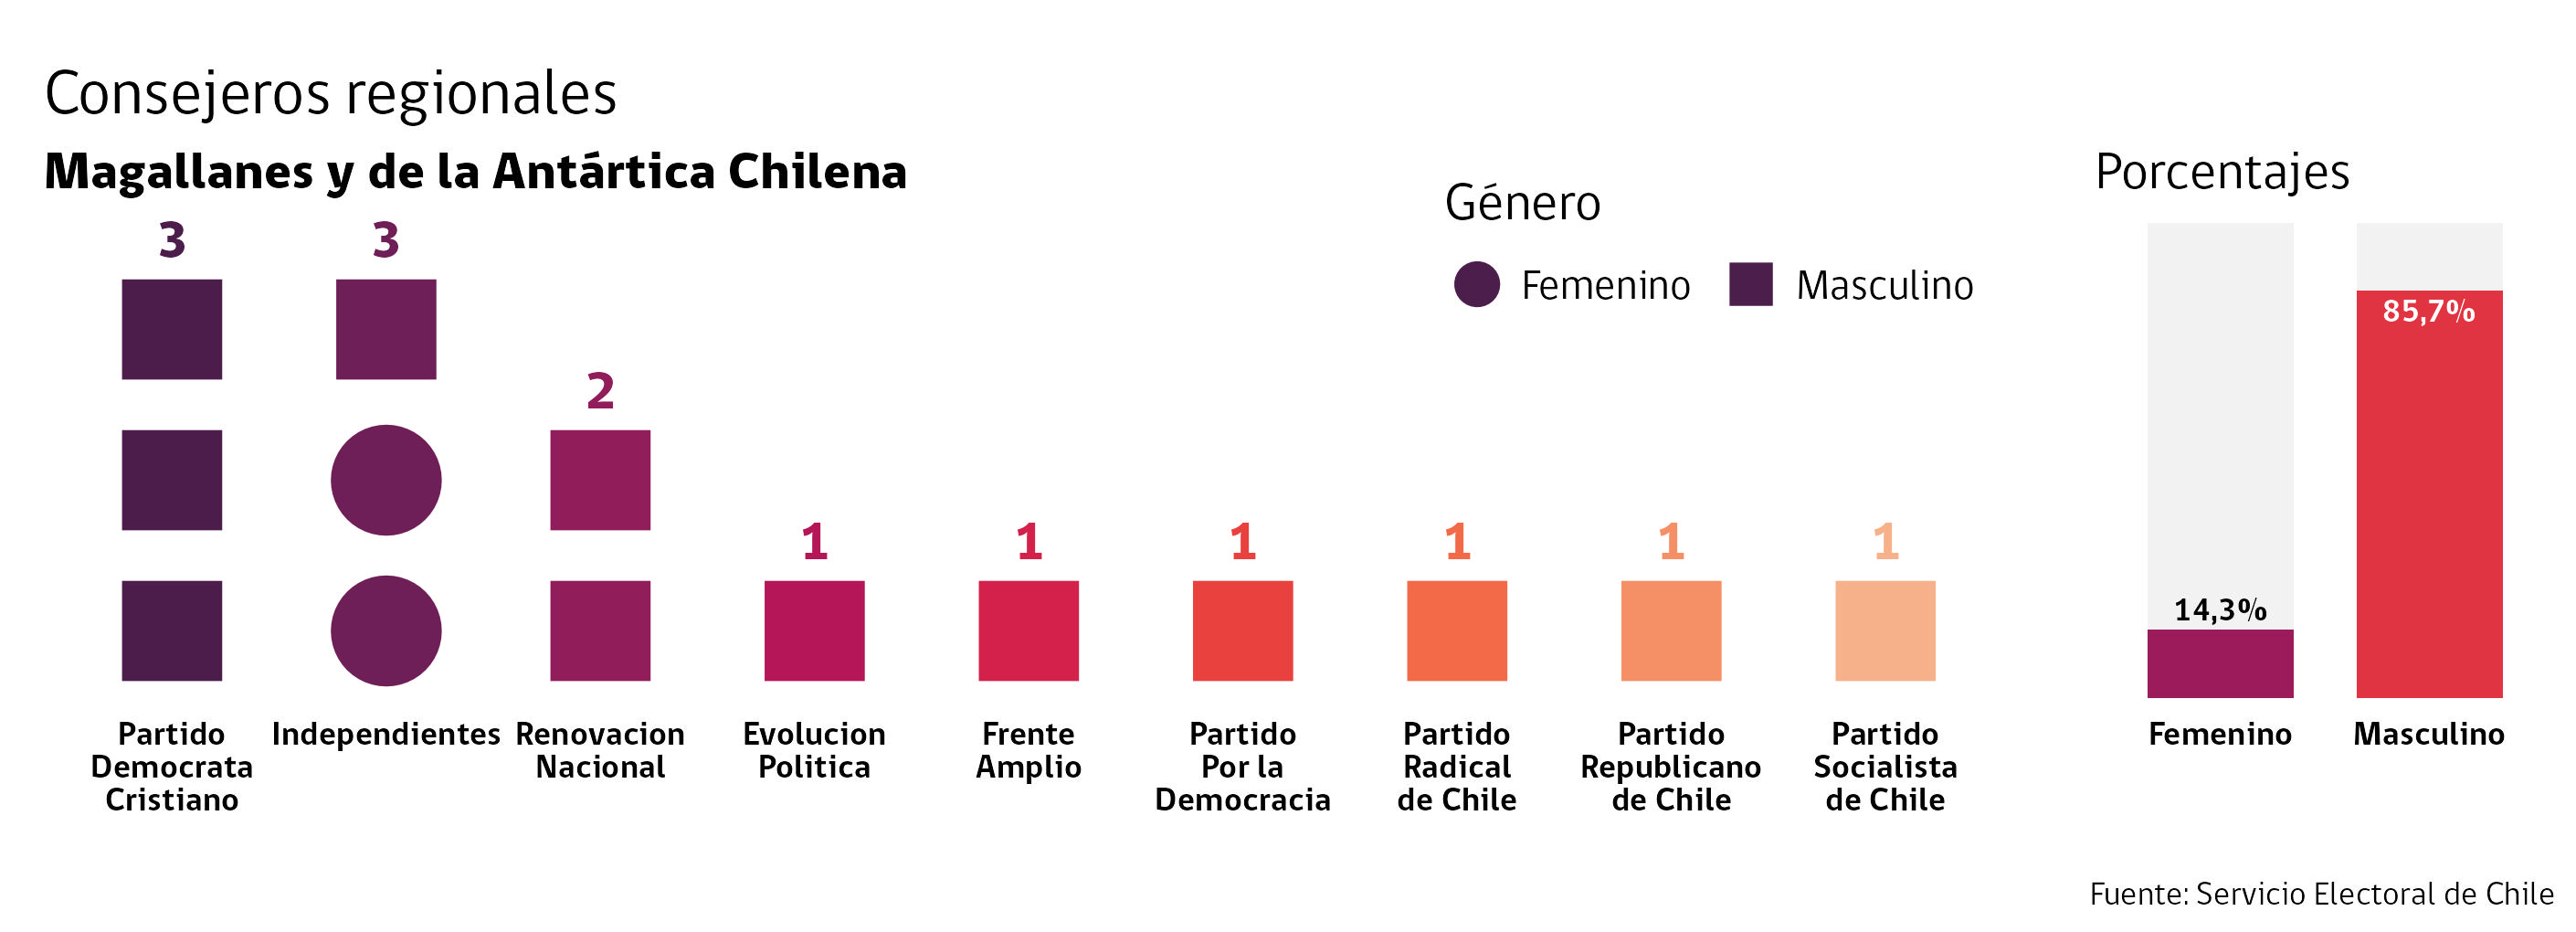 Consejeros regionales
Magallanes y de la Antártica Chilena
3
3
2
1
1
1
1
1
1
Partido
Democrata
Cristiano
Independientes
Renovacion
Nacional
Evolucion
Politica
Frente
Amplio
Partido
Por la
Democracia
Partido
Radical
de Chile
Partido
Republicano
de Chile
Partido
Socialista
de Chile
Género
Femenino
Masculino
Porcentajes
14,3%
85,7%
Femenino
Masculino
Fuente: Servicio Electoral de Chile